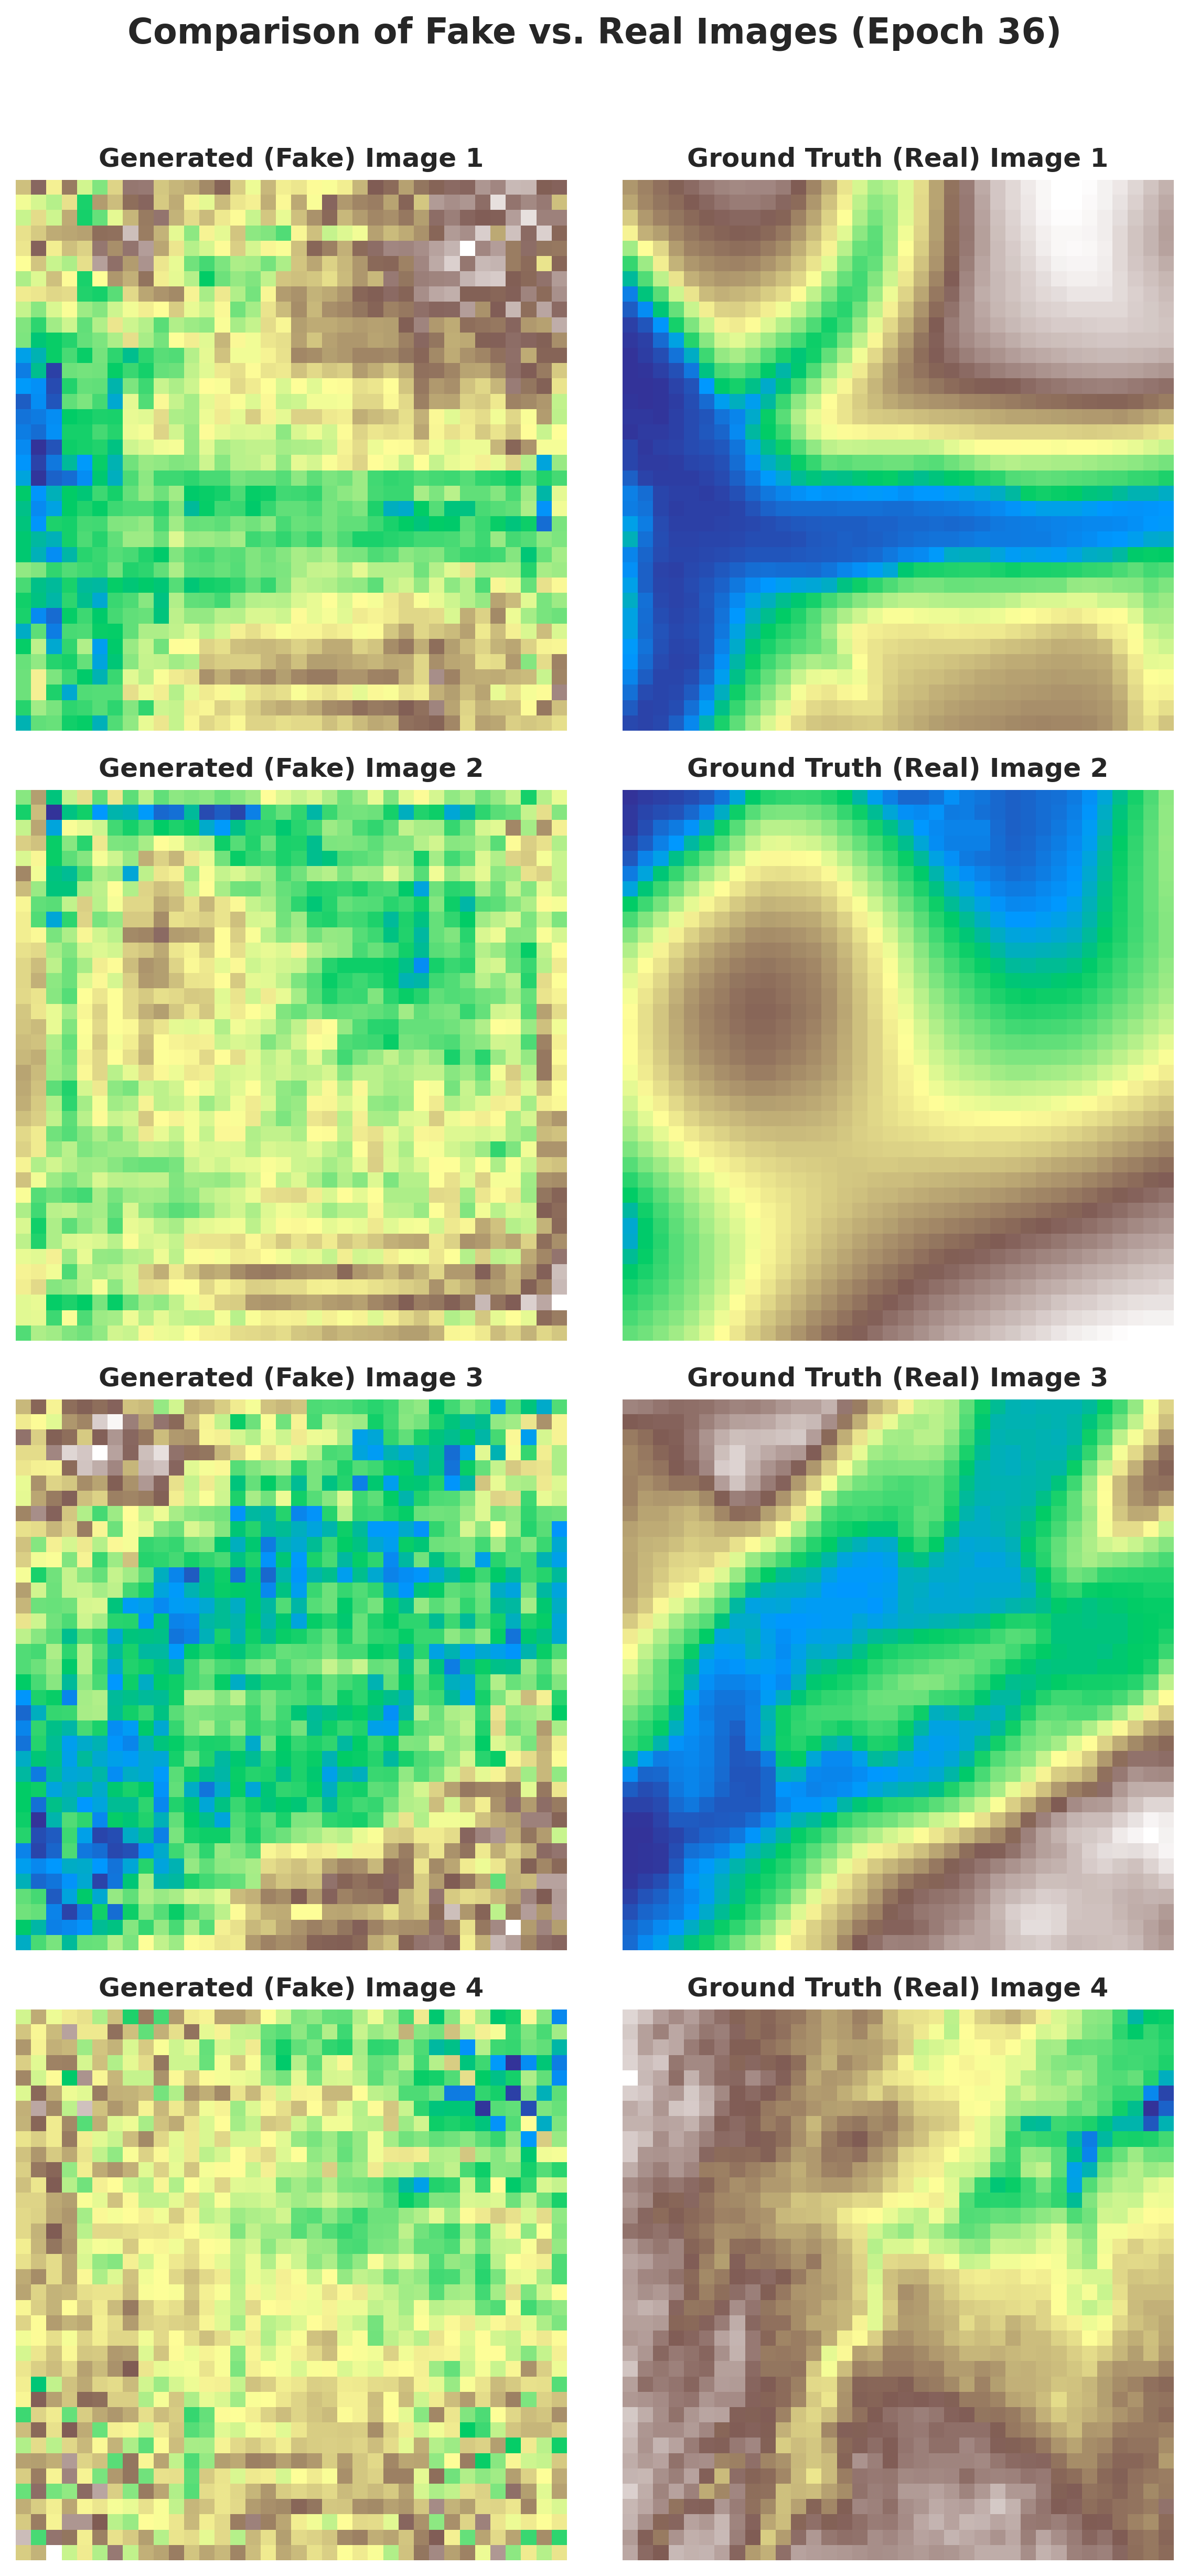 Comparison of Fake vs. Real Images (Epoch 36)
Generated (Fake) Image 1
Ground Truth (Real) Image 1
Generated (Fake) Image 2
Ground Truth (Real) Image 2
Generated (Fake) Image 3
Ground Truth (Real) Image 3
Generated (Fake) Image 4
Ground Truth (Real) Image 4